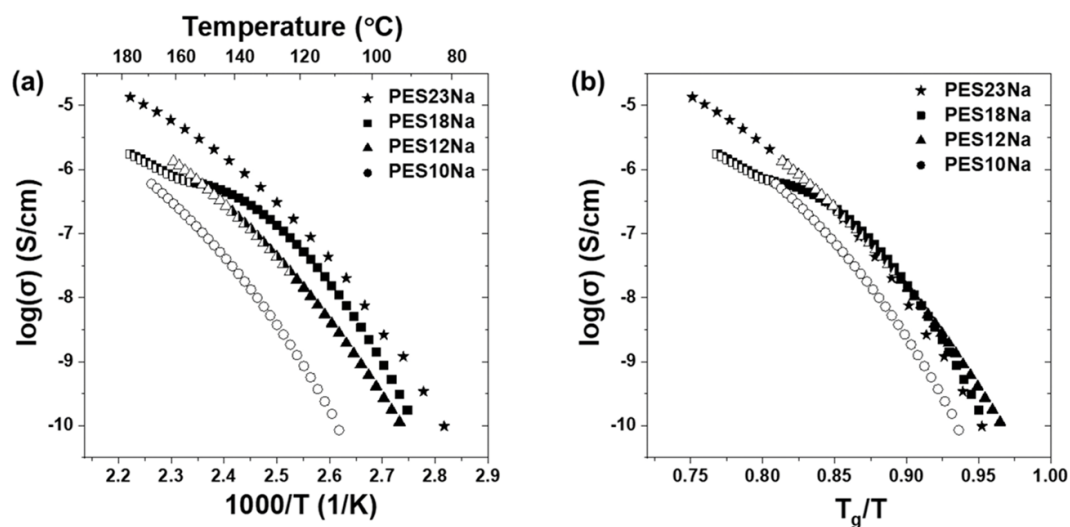 Temperature (°C)
180 160 140 120 100 80
(a)
PES23Na
PES18Na
PES12Na
PES10Na
log(σ) (S/cm)
-5
-6
-7
-8
-9
-10
2.2 2.3 2.4 2.5 2.6 2.7 2.8 2.9
1000/T (1/K)
(b)
PES23Na
PES18Na
PES12Na
PES10Na
log(σ) (S/cm)
-5
-6
-7
-8
-9
-10
0.75 0.80 0.85 0.90 0.95 1.00
Tg/T